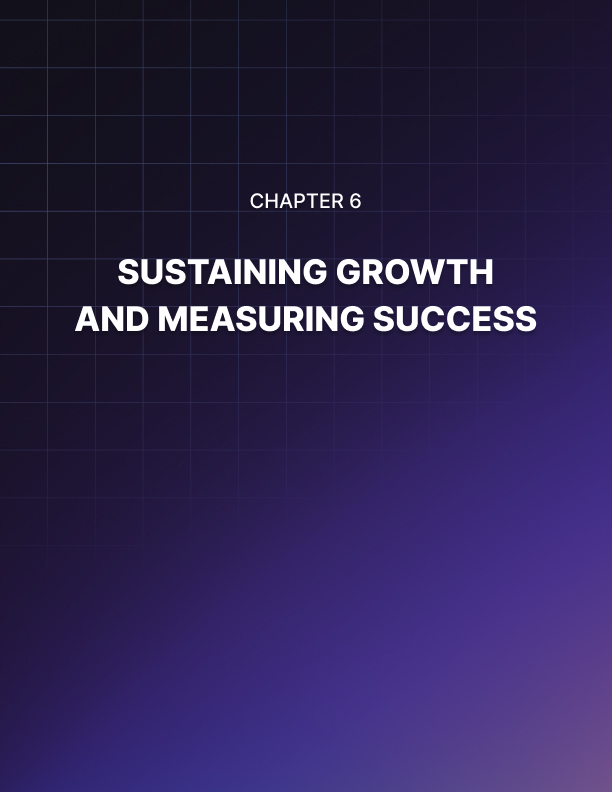 CHAPTER 6
SUSTAINING GROWTH
AND MEASURING SUCCESS